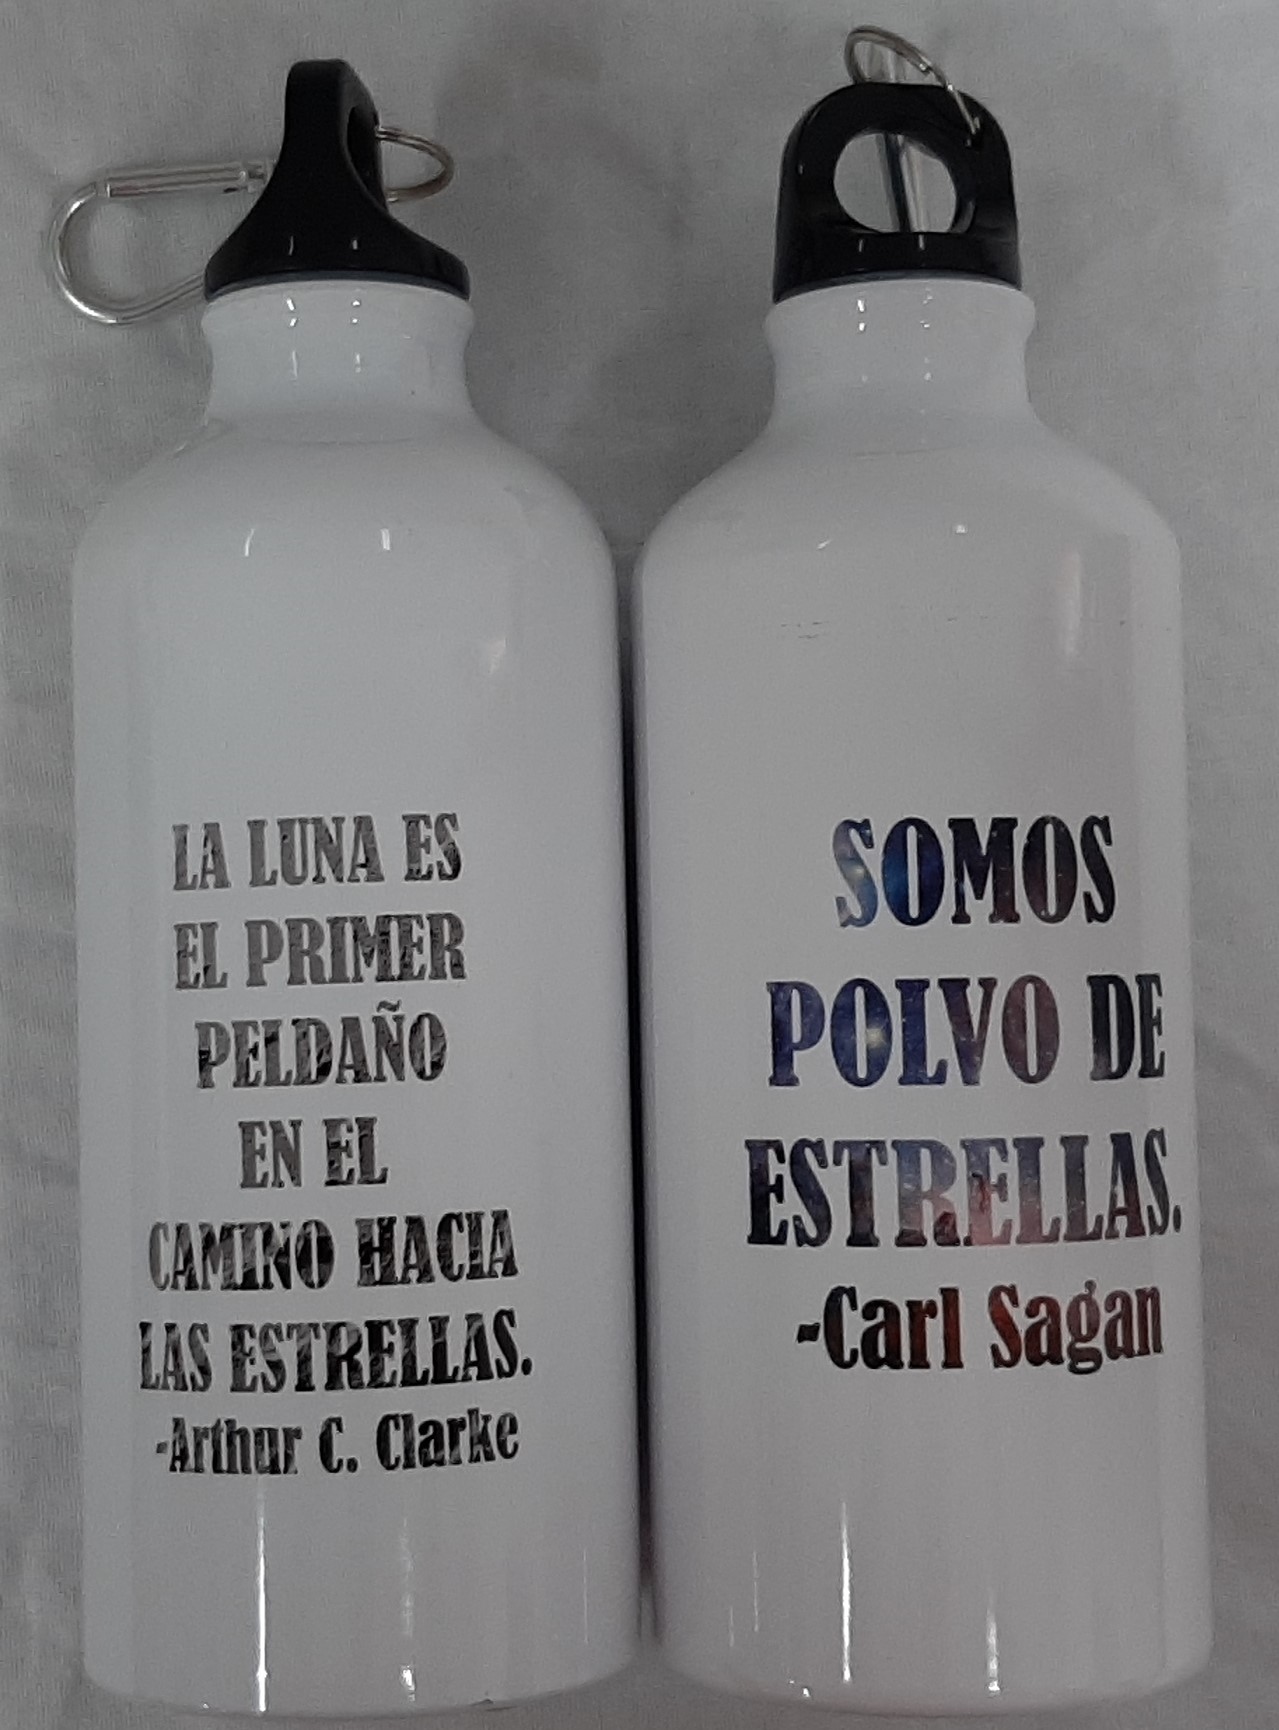 LA LUNA ES
EL PRIMER
PELDAÑO
EN EL
CAMINO HACIA
LAS ESTRELLAS.
-Arthur C. Clarke
SOMOS
POLVO DE
ESTRELLAS.
-Carl Sagan